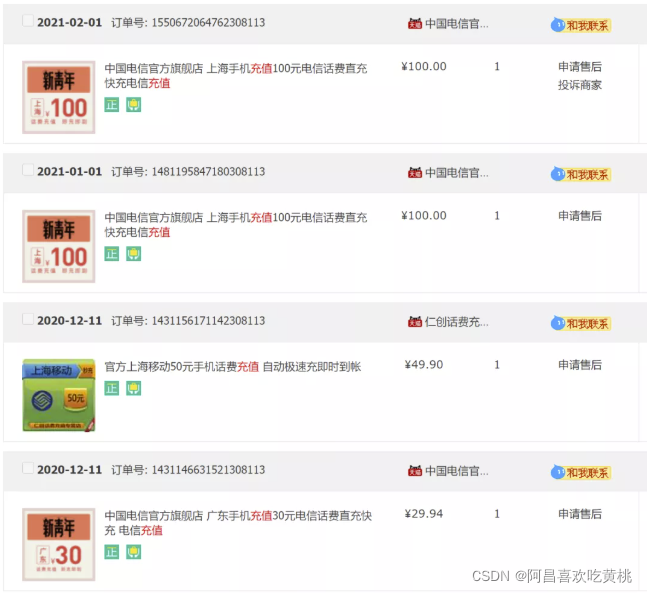 2021-02-01 订单号: 1550672064762308113 天猫 中国电信官... 和我联系
新青年
上海 ¥100
中国电信官方旗舰店 上海手机充值100元电信话费直充
快充电信充值
正
¥100.00 1 申请售后
投诉商家
2021-01-01 订单号: 1481195847180308113 天猫 中国电信官... 和我联系
新青年
上海 ¥100
中国电信官方旗舰店 上海手机充值100元电信话费直充
快充电信充值
正
¥100.00 1 申请售后
2020-12-11 订单号: 1431156171142308113 天猫 仁创话费充... 和我联系
上海移动
50元
官方上海移动50元手机话费充值 自动极速充即时到帐
正
¥49.90 1 申请售后
2020-12-11 订单号: 1431146631521308113 天猫 中国电信官... 和我联系
新青年
广东 ¥30
中国电信官方旗舰店 广东手机充值30元电信话费直充快
充 电信充值
正
¥29.94 1 申请售后
CSDN @阿昌喜欢吃黄桃